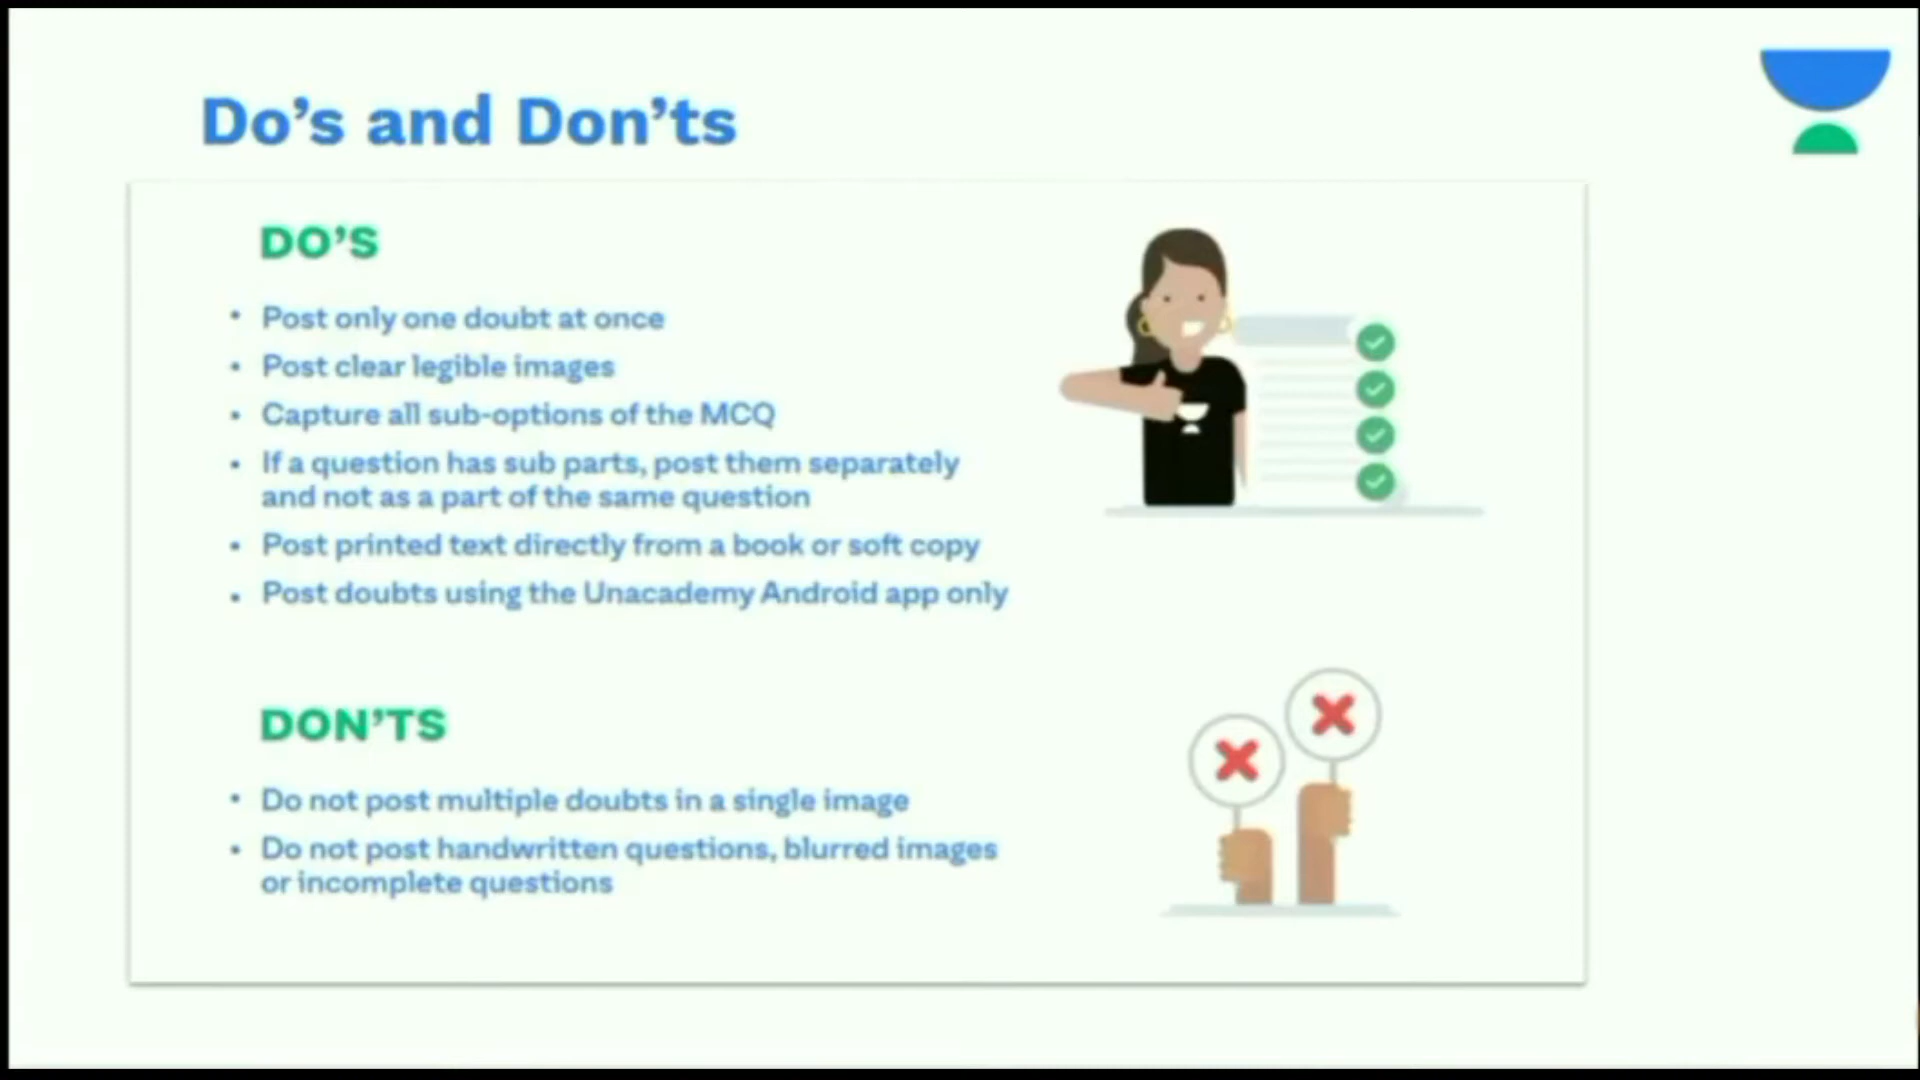 Do’s and Don’ts
DO’S
• Post only one doubt at once
• Post clear legible images
• Capture all sub-options of the MCQ
• If a question has sub parts, post them separately
and not as a part of the same question
• Post printed text directly from a book or soft copy
• Post doubts using the Unacademy Android app only
DON’TS
• Do not post multiple doubts in a single image
• Do not post handwritten questions, blurred images
or incomplete questions